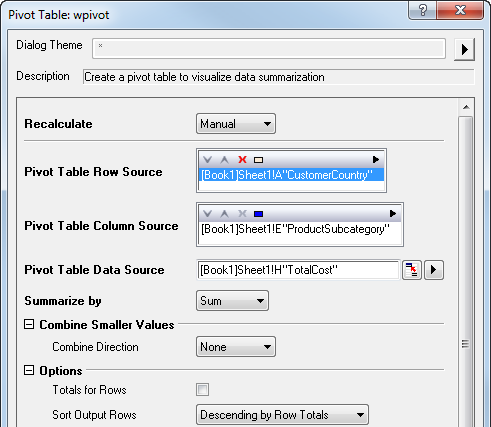 Pivot Table: wpivot
Dialog Theme *
Description Create a pivot table to visualize data summarization
Recalculate Manual
Pivot Table Row Source [Book1]Sheet1!A"CustomerCountry"
Pivot Table Column Source [Book1]Sheet1!E"ProductSubcategory"
Pivot Table Data Source [Book1]Sheet1!H"TotalCost"
Summarize by Sum
Combine Smaller Values
Combine Direction None
Options
Totals for Rows
Sort Output Rows Descending by Row Totals